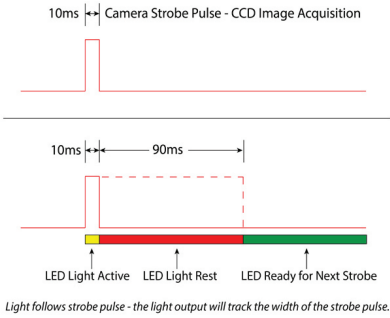 10ms Camera Strobe Pulse - CCD Image Acquisition
10ms 90ms
LED Light Active LED Light Rest LED Ready for Next Strobe
Light follows strobe pulse - the light output will track the width of the strobe pulse.